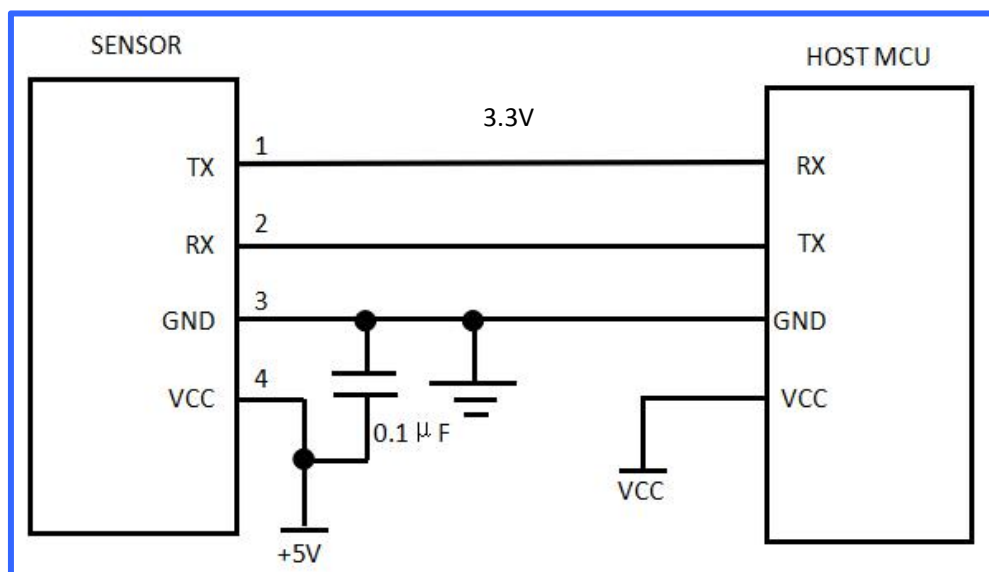 SENSOR
HOST MCU
3.3V
1
TX
RX
2
RX
TX
3
GND
GND
4
VCC
VCC
0.1 μ F
VCC
+5V